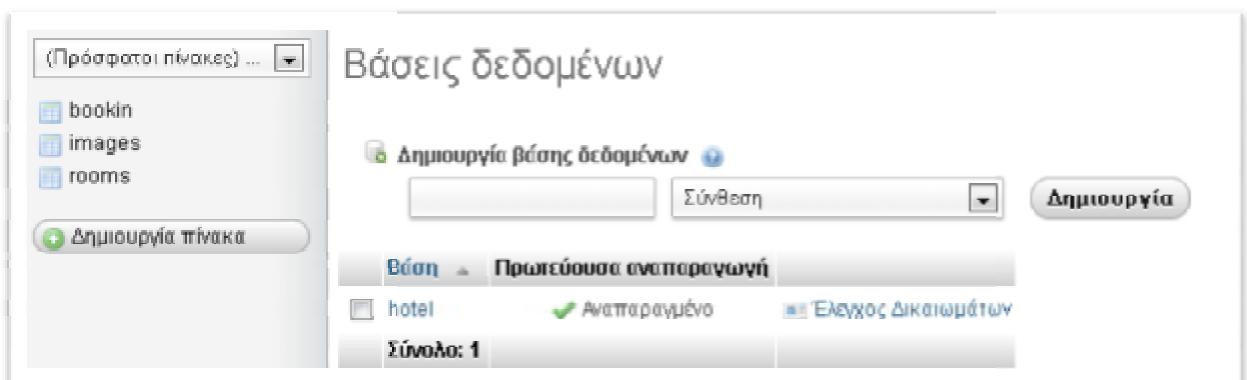 (Πρόσφατοι πίνακες) ...
bookin
images
rooms
Δημιουργία πίνακα
Βάσεις δεδομένων
Δημιουργία βάσης δεδομένων
Σύνθεση
Δημιουργία
Βάση Πρωτεύουσα αναπαραγωγή
hotel Αναπαραγμένο Έλεγχος Δικαιωμάτων
Σύνολο: 1